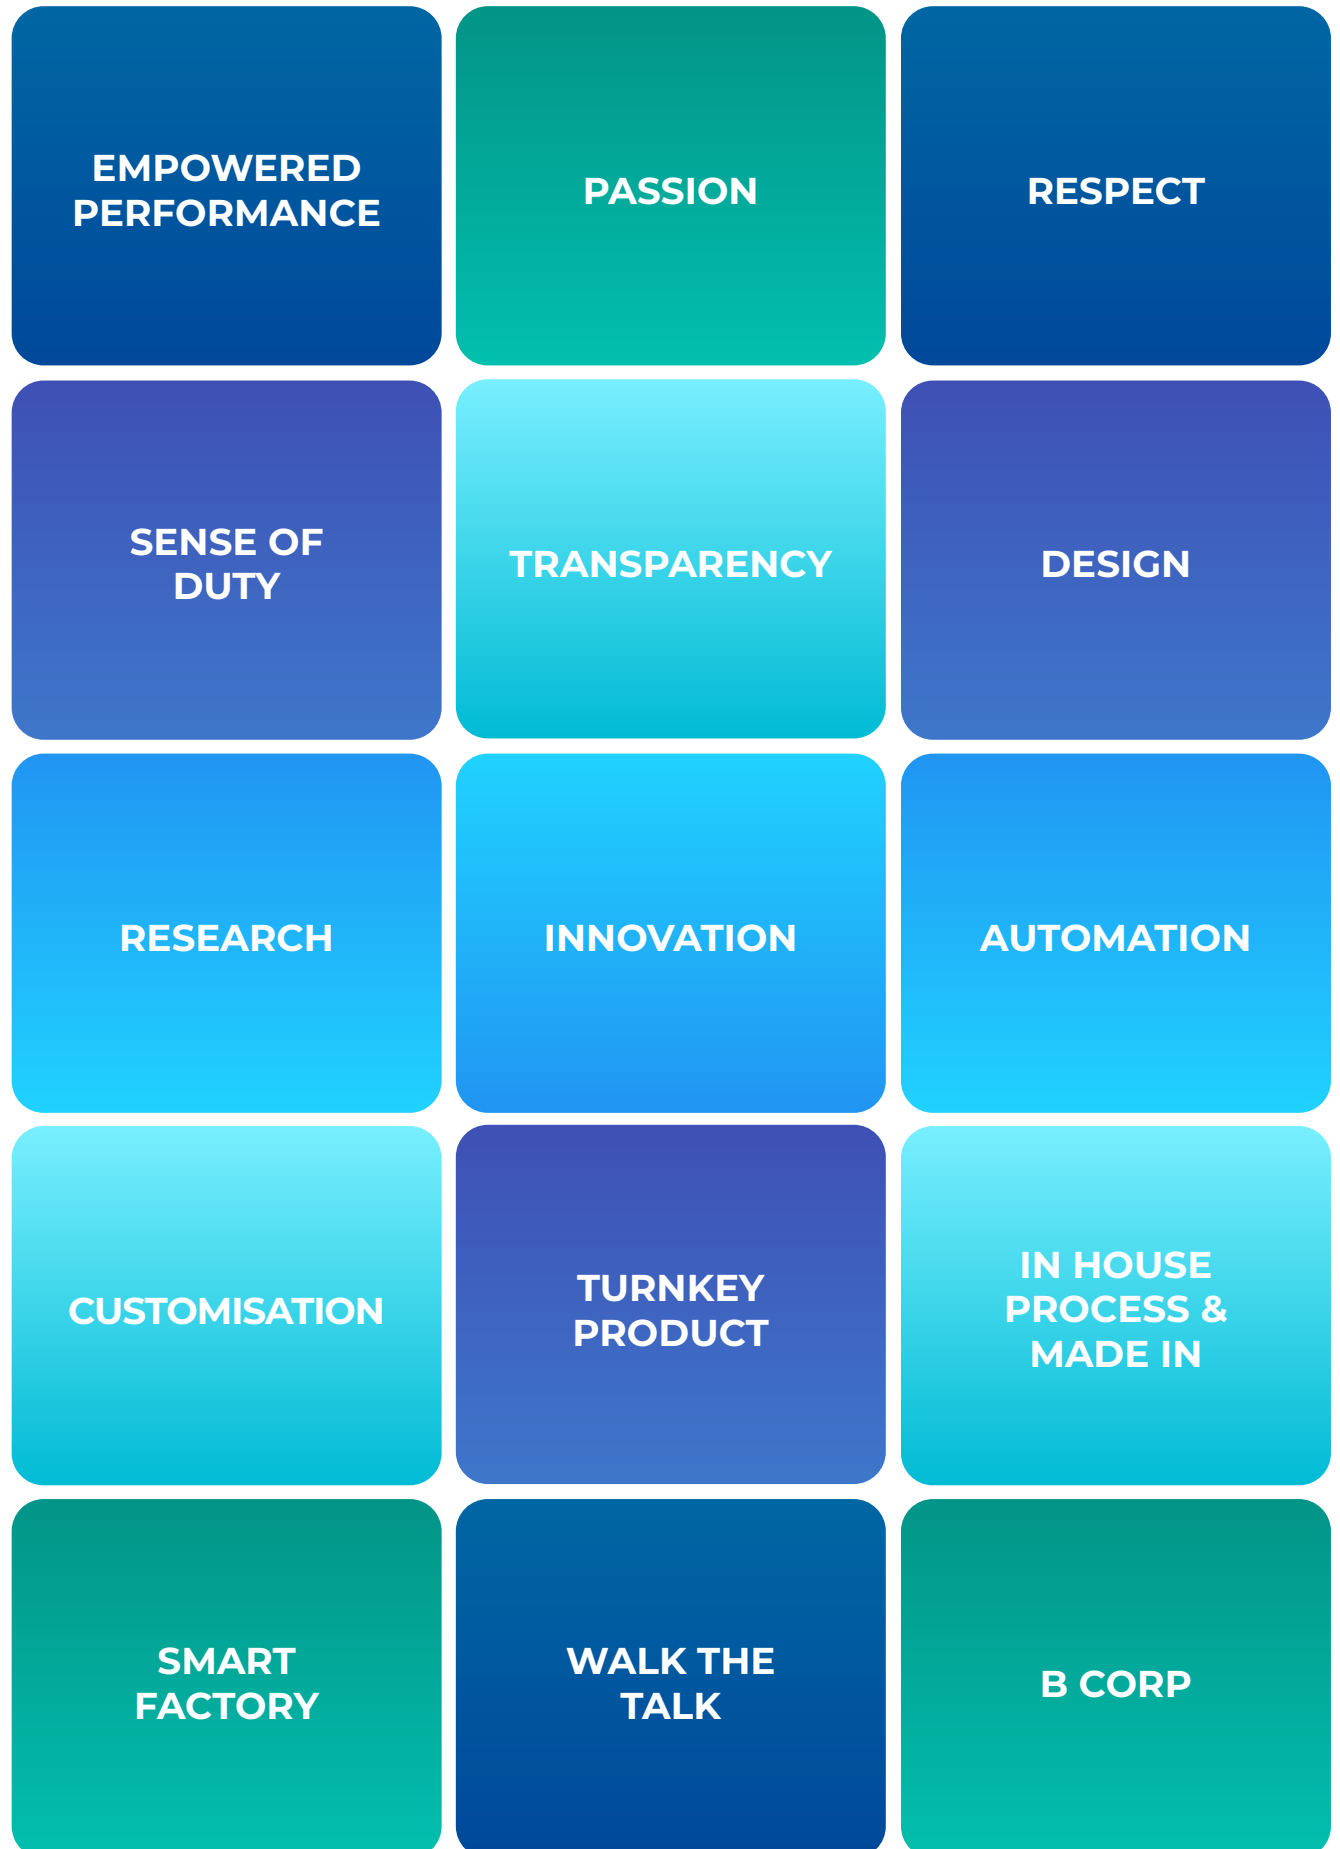 EMPOWERED
PERFORMANCE
PASSION
RESPECT
SENSE OF
DUTY
TRANSPARENCY
DESIGN
RESEARCH
INNOVATION
AUTOMATION
CUSTOMISATION
TURNKEY
PRODUCT
IN HOUSE
PROCESS &
MADE IN
SMART
FACTORY
WALK THE
TALK
B CORP